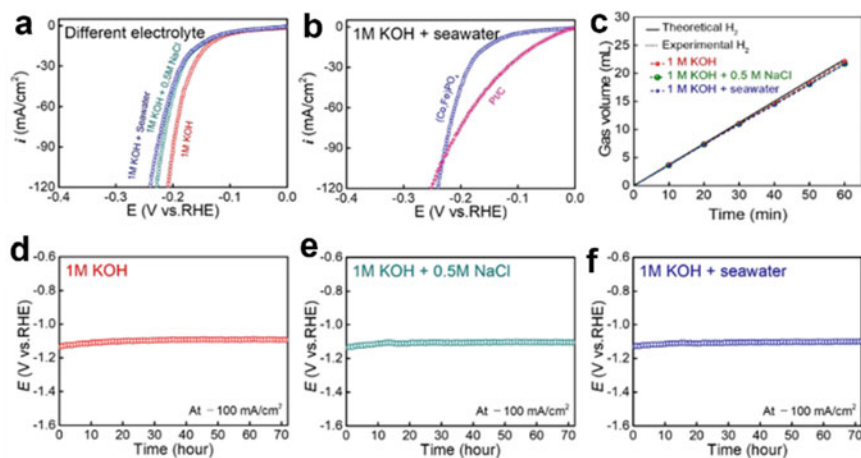 a
Different electrolyte
0
-30
-60
-90
-120
i (mA/cm²)
1M KOH + Seawater
1M KOH + 0.5M NaCl
1M KOH
-0.4 -0.3 -0.2 -0.1 0.0
E (V vs.RHE)
b
1M KOH + seawater
0
-30
-60
-90
-120
i (mA/cm²)
(Co,Fe)PO₄
Pt/C
-0.4 -0.2 0.0
E (V vs.RHE)
c
Theoretical H₂
Experimental H₂
1 M KOH
1 M KOH + 0.5 M NaCl
1 M KOH + seawater
30
25
20
15
10
5
0
Gas volume (mL)
0 10 20 30 40 50 60
Time (min)
d
1M KOH
-0.6
-0.8
-1.0
-1.2
-1.4
-1.6
E (V vs.RHE)
At − 100 mA/cm²
0 10 20 30 40 50 60 70
Time (hour)
e
1M KOH + 0.5M NaCl
-0.6
-0.8
-1.0
-1.2
-1.4
-1.6
E (V vs.RHE)
At − 100 mA/cm²
0 10 20 30 40 50 60 70
Time (hour)
f
1M KOH + seawater
-0.6
-0.8
-1.0
-1.2
-1.4
-1.6
E (V vs.RHE)
At − 100 mA/cm²
0 10 20 30 40 50 60 70
Time (hour)